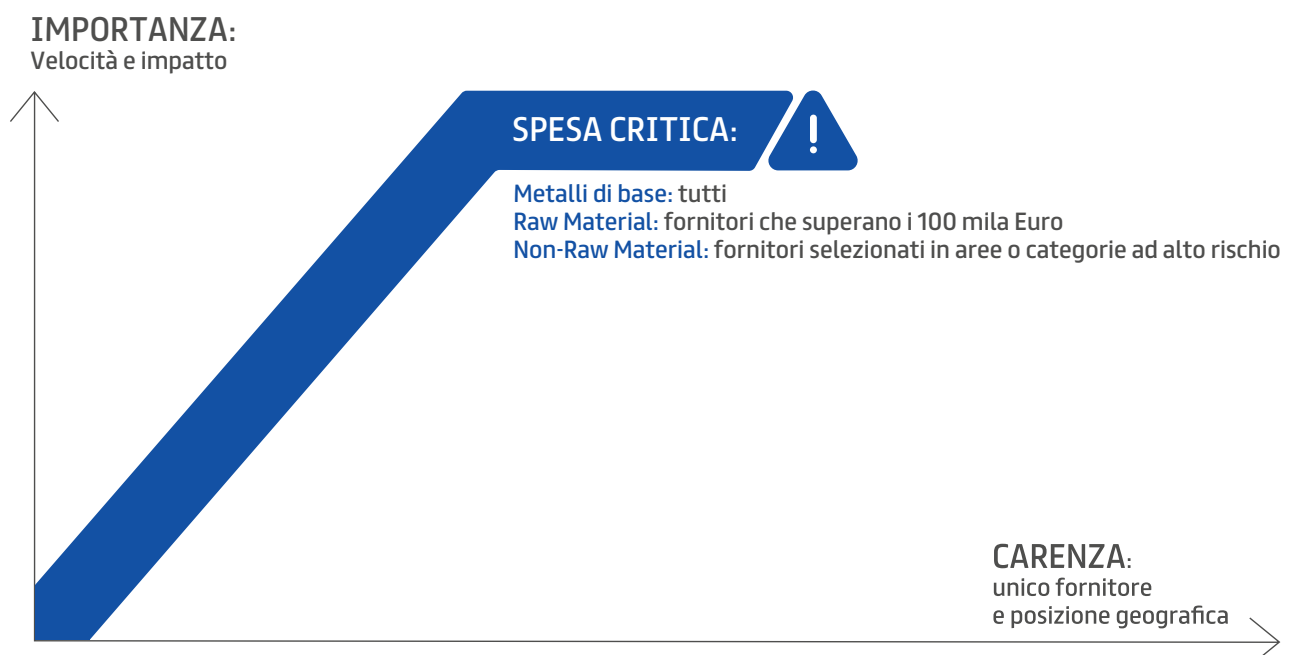 IMPORTANZA:
Velocità e impatto
SPESA CRITICA:
!
Metalli di base: tutti
Raw Material: fornitori che superano i 100 mila Euro
Non-Raw Material: fornitori selezionati in aree o categorie ad alto rischio
CARENZA:
unico fornitore
e posizione geografica